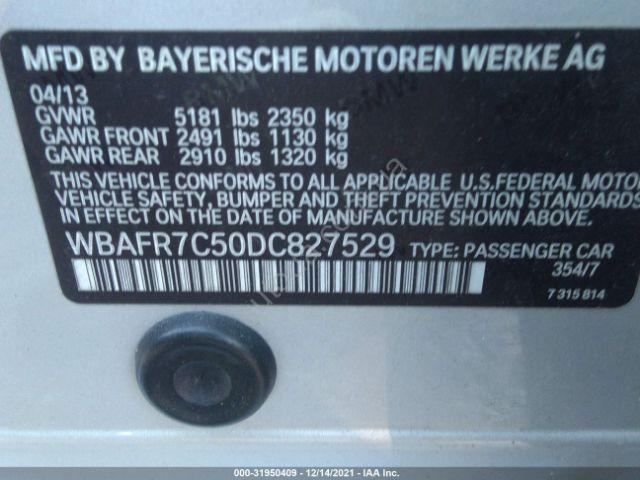 MFD BY BAYERISCHE MOTOREN WERKE AG
04/13
GVWR 5181 lbs 2350 kg
GAWR FRONT 2491 lbs 1130 kg
GAWR REAR 2910 lbs 1320 kg
THIS VEHICLE CONFORMS TO ALL APPLICABLE U.S.FEDERAL MOTOR
VEHICLE SAFETY, BUMPER AND THEFT PREVENTION STANDARDS
IN EFFECT ON THE DATE OF MANUFACTURE SHOWN ABOVE.
WBAFR7C50DC827529 TYPE: PASSENGER CAR
354/7
7 315 814
000-31950409 - 12/14/2021 - IAA Inc.